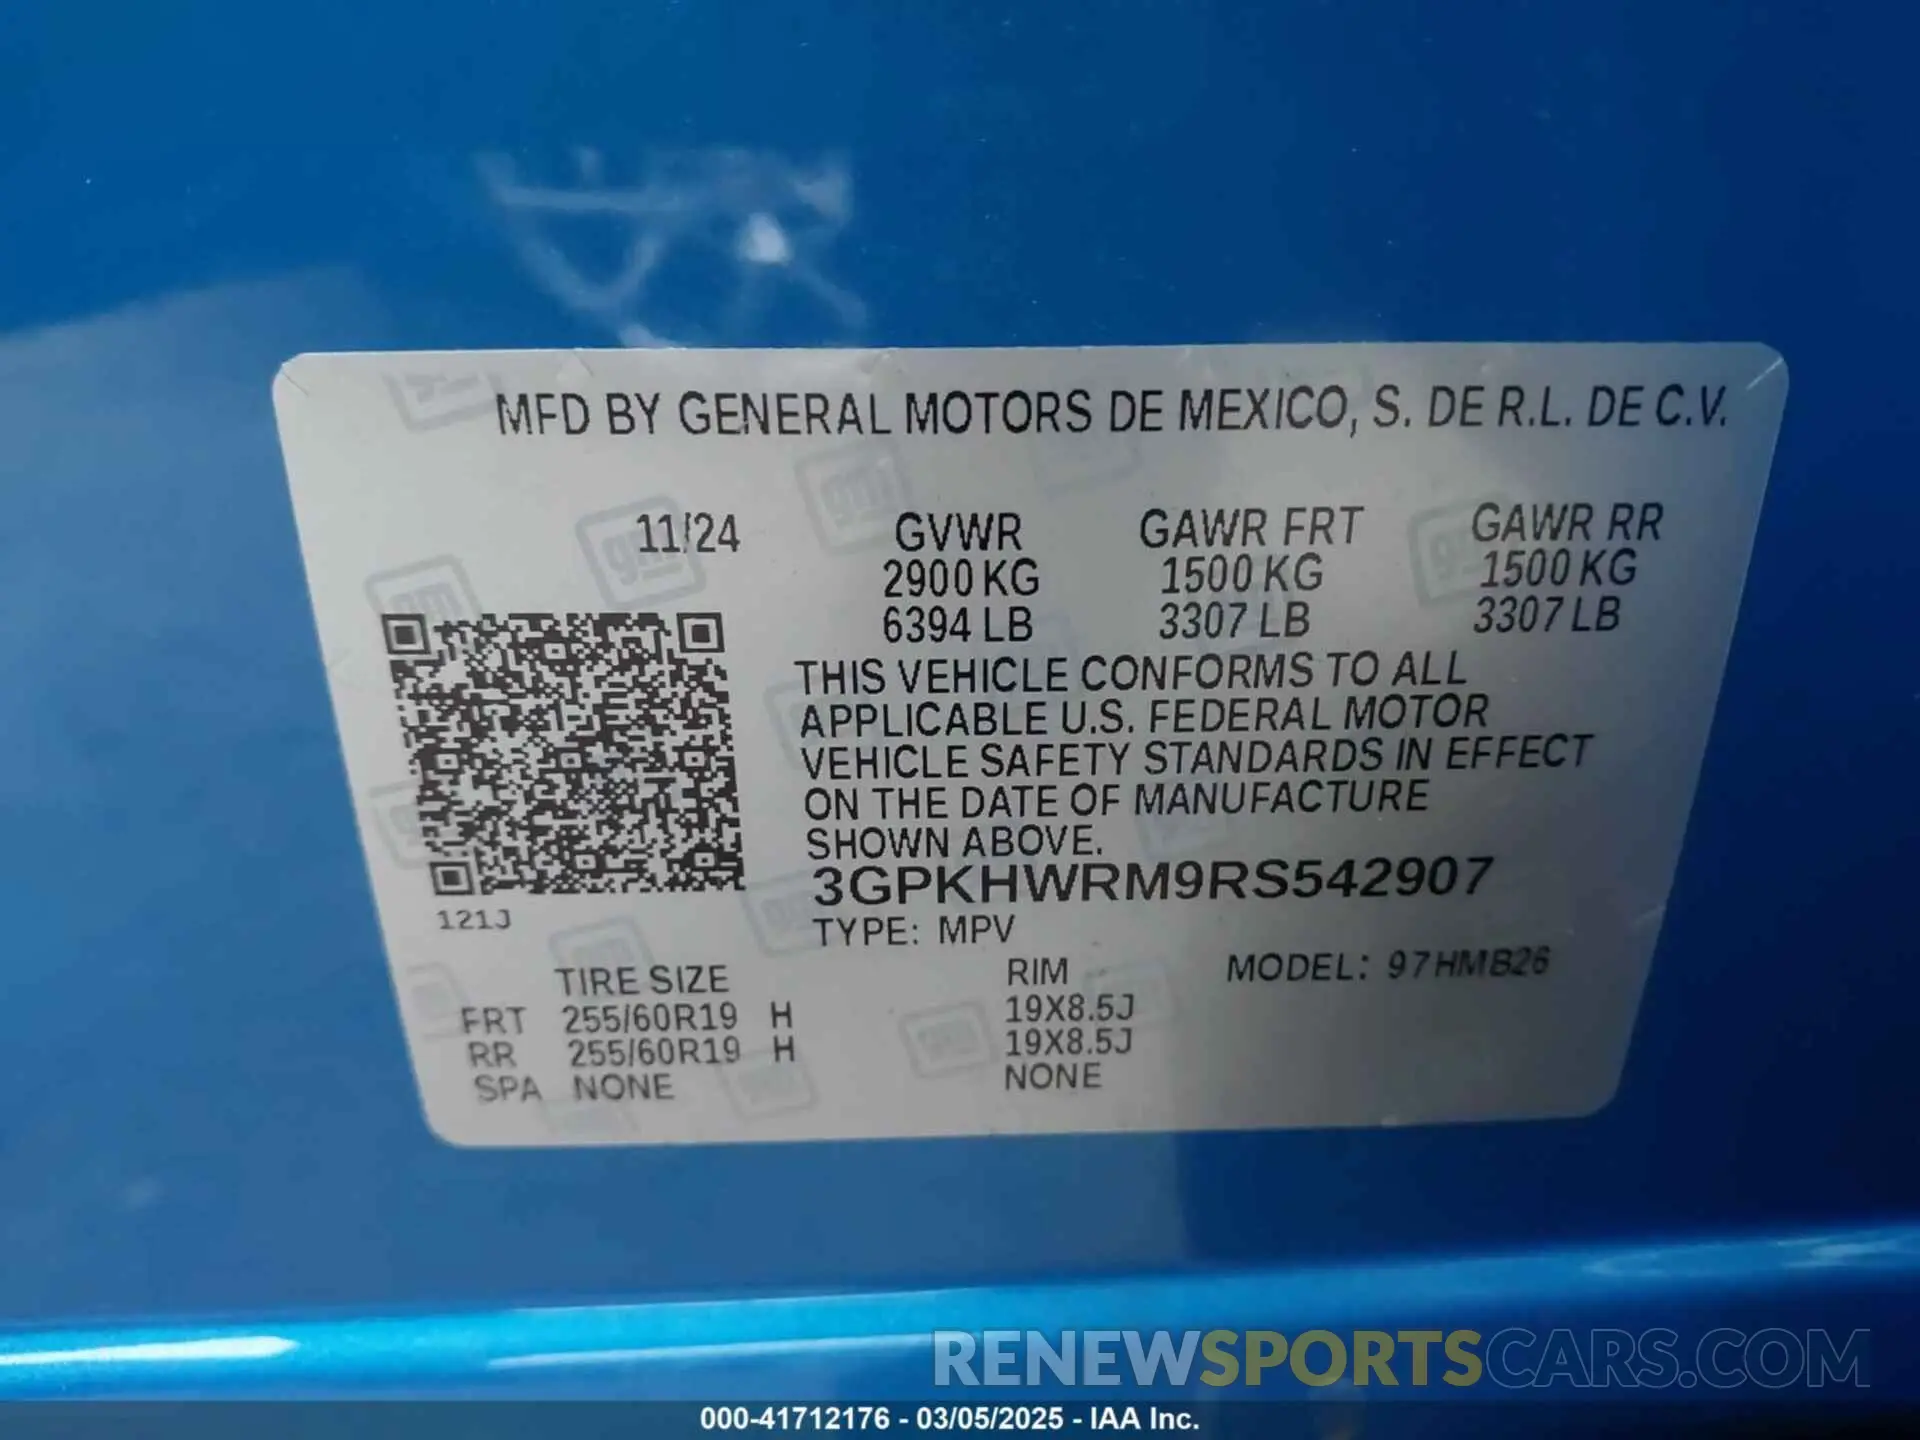 MFD BY GENERAL MOTORS DE MEXICO, S. DE R.L. DE C.V.
11/24 GVWR GAWR FRT GAWR RR
2900 KG 1500 KG 1500 KG
6394 LB 3307 LB 3307 LB
THIS VEHICLE CONFORMS TO ALL
APPLICABLE U.S. FEDERAL MOTOR
VEHICLE SAFETY STANDARDS IN EFFECT
ON THE DATE OF MANUFACTURE
SHOWN ABOVE.
3GPKHWRM9RS542907
121J
TYPE: MPV
TIRE SIZE RIM MODEL: 97HMB26
FRT 255/60R19 H 19X8.5J
RR 255/60R19 H 19X8.5J
SPA NONE NONE
RENEWSPORTSCARS.COM
000-41712176 - 03/05/2025 - IAA Inc.